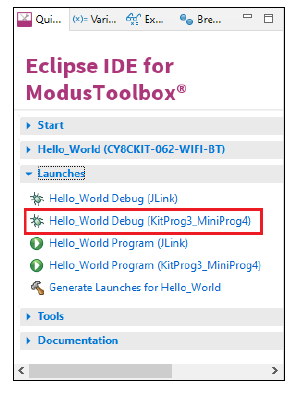 Qui...
(x)= Vari...
Ex...
Bre...
Eclipse IDE for
ModusToolbox®
Start
Hello_World (CY8CKIT-062-WIFI-BT)
Launches
Hello_World Debug (JLink)
Hello_World Debug (KitProg3_MiniProg4)
Hello_World Program (JLink)
Hello_World Program (KitProg3_MiniProg4)
Generate Launches for Hello_World
Tools
Documentation